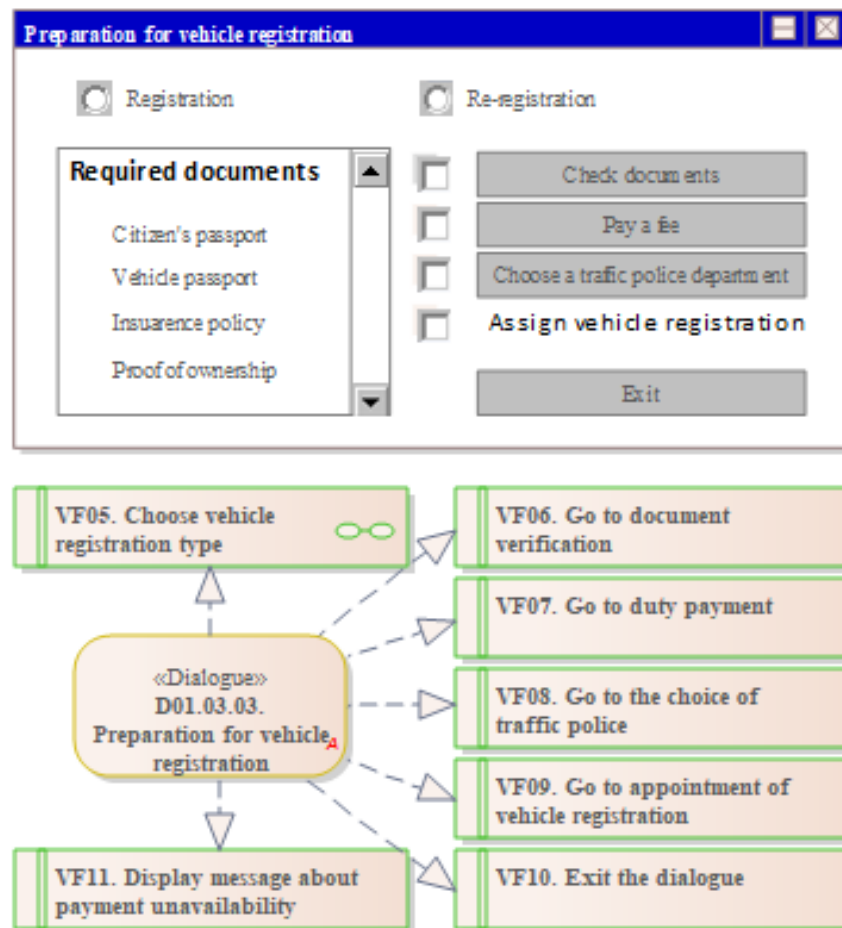 Preparation for vehicle registration
Registration
Re-registration
Required documents
Citizen's passport
Vehicle passport
Insuarence policy
Proof of ownership
Check documents
Pay a fee
Choose a traffic police department
Assign vehicle registration
Exit
VF05. Choose vehicle
registration type
VF06. Go to document
verification
VF07. Go to duty payment
«Dialogue»
D01.03.03.
Preparation for vehicle
registration
A
VF08. Go to the choice of
traffic police
VF09. Go to appointment of
vehicle registration
VF11. Display message about
payment unavailability
VF10. Exit the dialogue